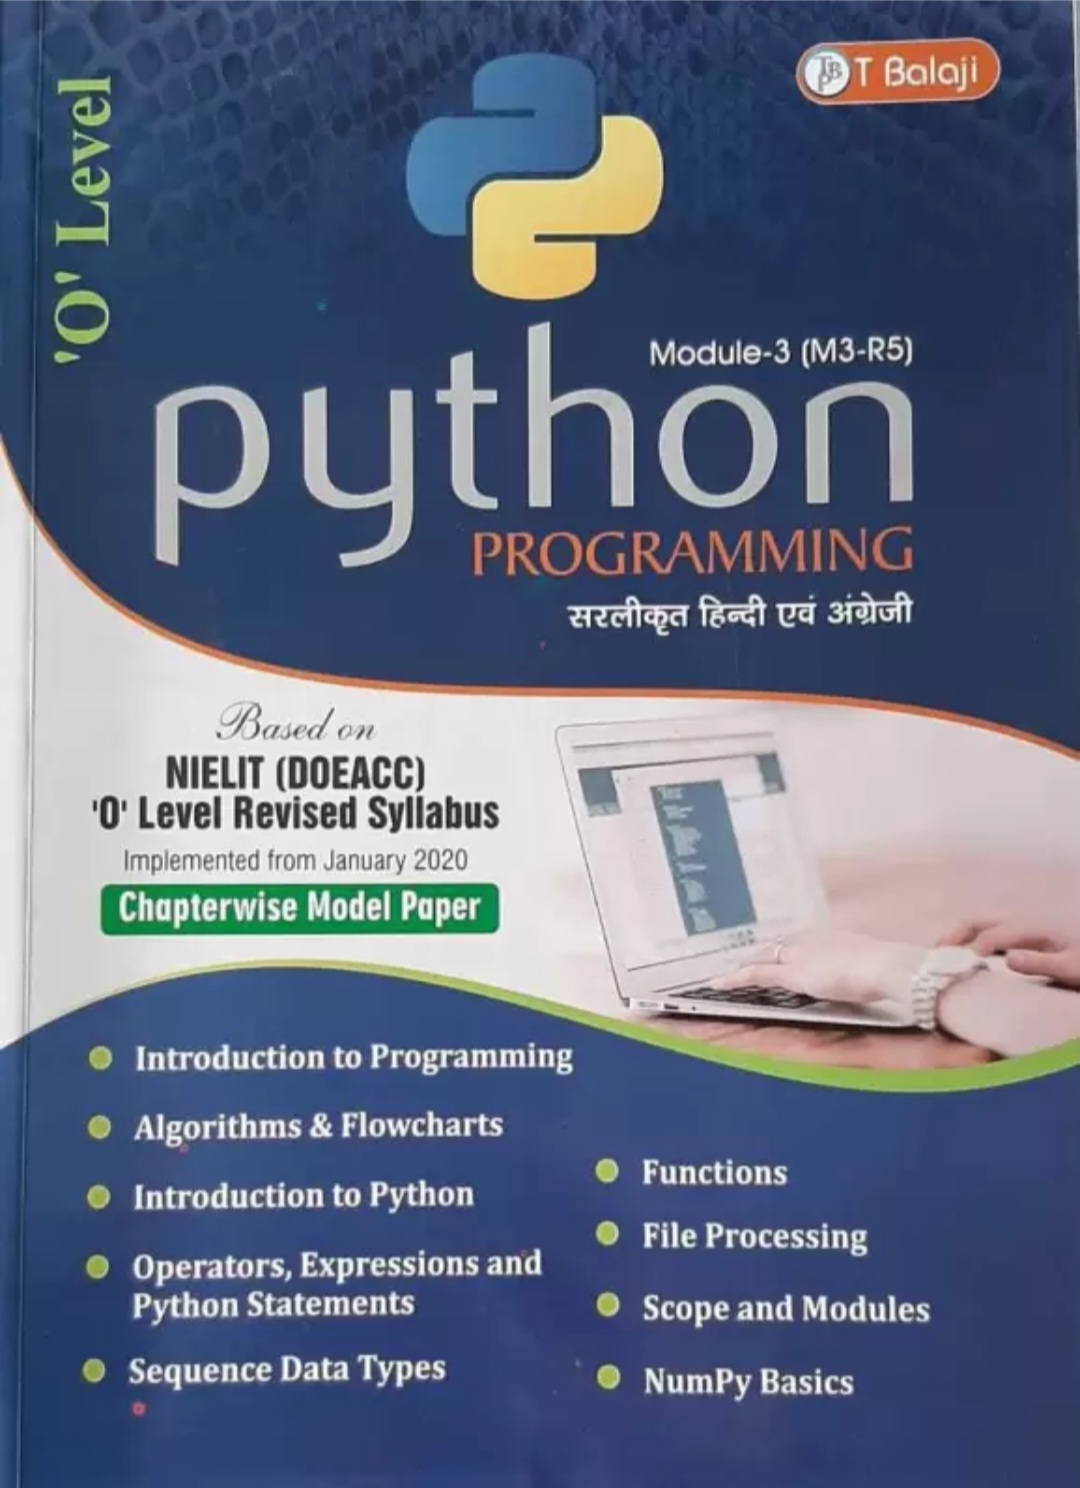 'O' Level
T Balaji
Module-3 (M3-R5)
python
PROGRAMMING
सरलीकृत हिन्दी एवं अंग्रेजी
Based on
NIELIT (DOEACC)
'O' Level Revised Syllabus
Implemented from January 2020
Chapterwise Model Paper
Introduction to Programming
Algorithms & Flowcharts
Introduction to Python
Operators, Expressions and
Python Statements
Sequence Data Types
Functions
File Processing
Scope and Modules
NumPy Basics